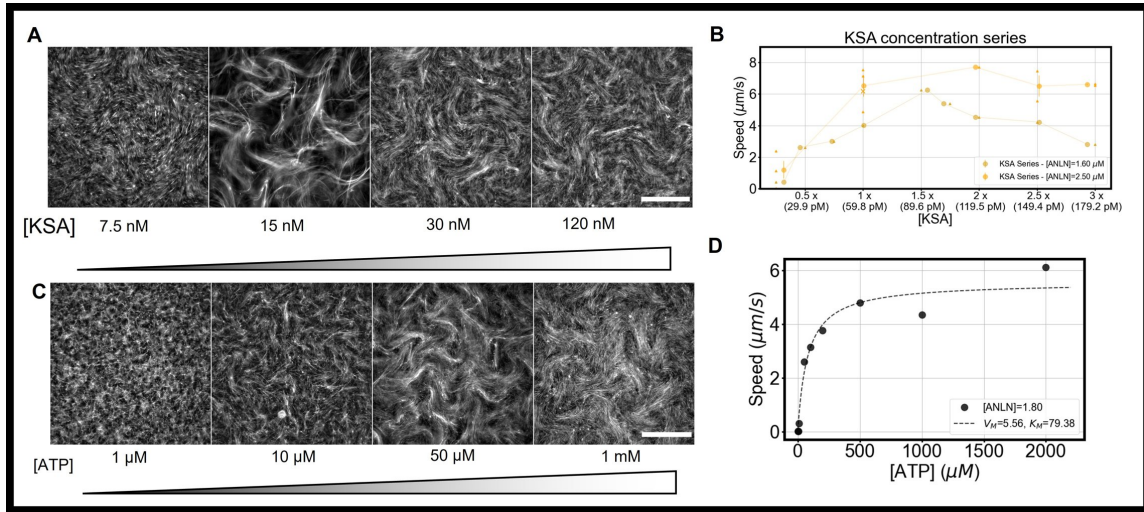 A
[KSA]
7.5 nM
15 nM
30 nM
120 nM
B
KSA concentration series
Speed (μm/s)
8
6
4
2
0
KSA Series - [ANLN]=1.60 μM
KSA Series - [ANLN]=2.50 μM
0.5 x
(29.9 pM)
1 x
(59.8 pM)
1.5 x
(89.6 pM)
2 x
(119.5 pM)
2.5 x
(149.4 pM)
3 x
(179.2 pM)
[KSA]
C
[ATP]
1 μM
10 μM
50 μM
1 mM
D
Speed (μm/s)
6
4
2
0
[ANLN]=1.80
V_M=5.56, K_M=79.38
0
500
1000
1500
2000
[ATP] (μM)